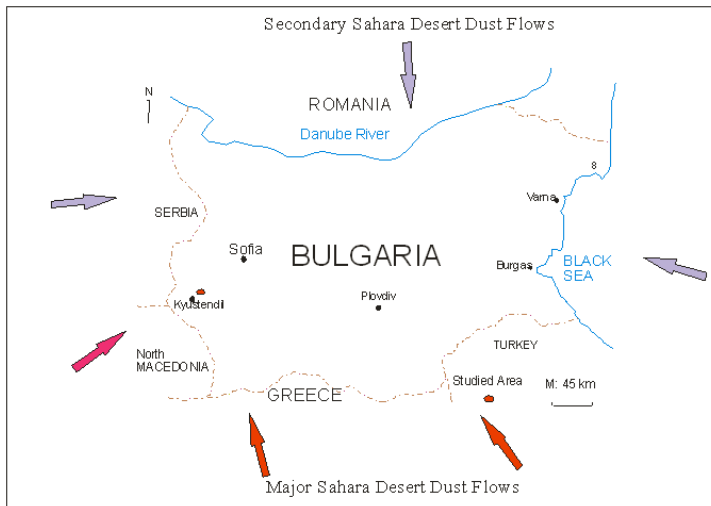 Secondary Sahara Desert Dust Flows
N
ROMANIA
Danube River
8
Varna
SERBIA
Sofia
BULGARIA
Burgas
BLACK
SEA
Kyustendil
Plovdiv
North
MACEDONIA
TURKEY
Studied Area
M: 45 km
GREECE
Major Sahara Desert Dust Flows